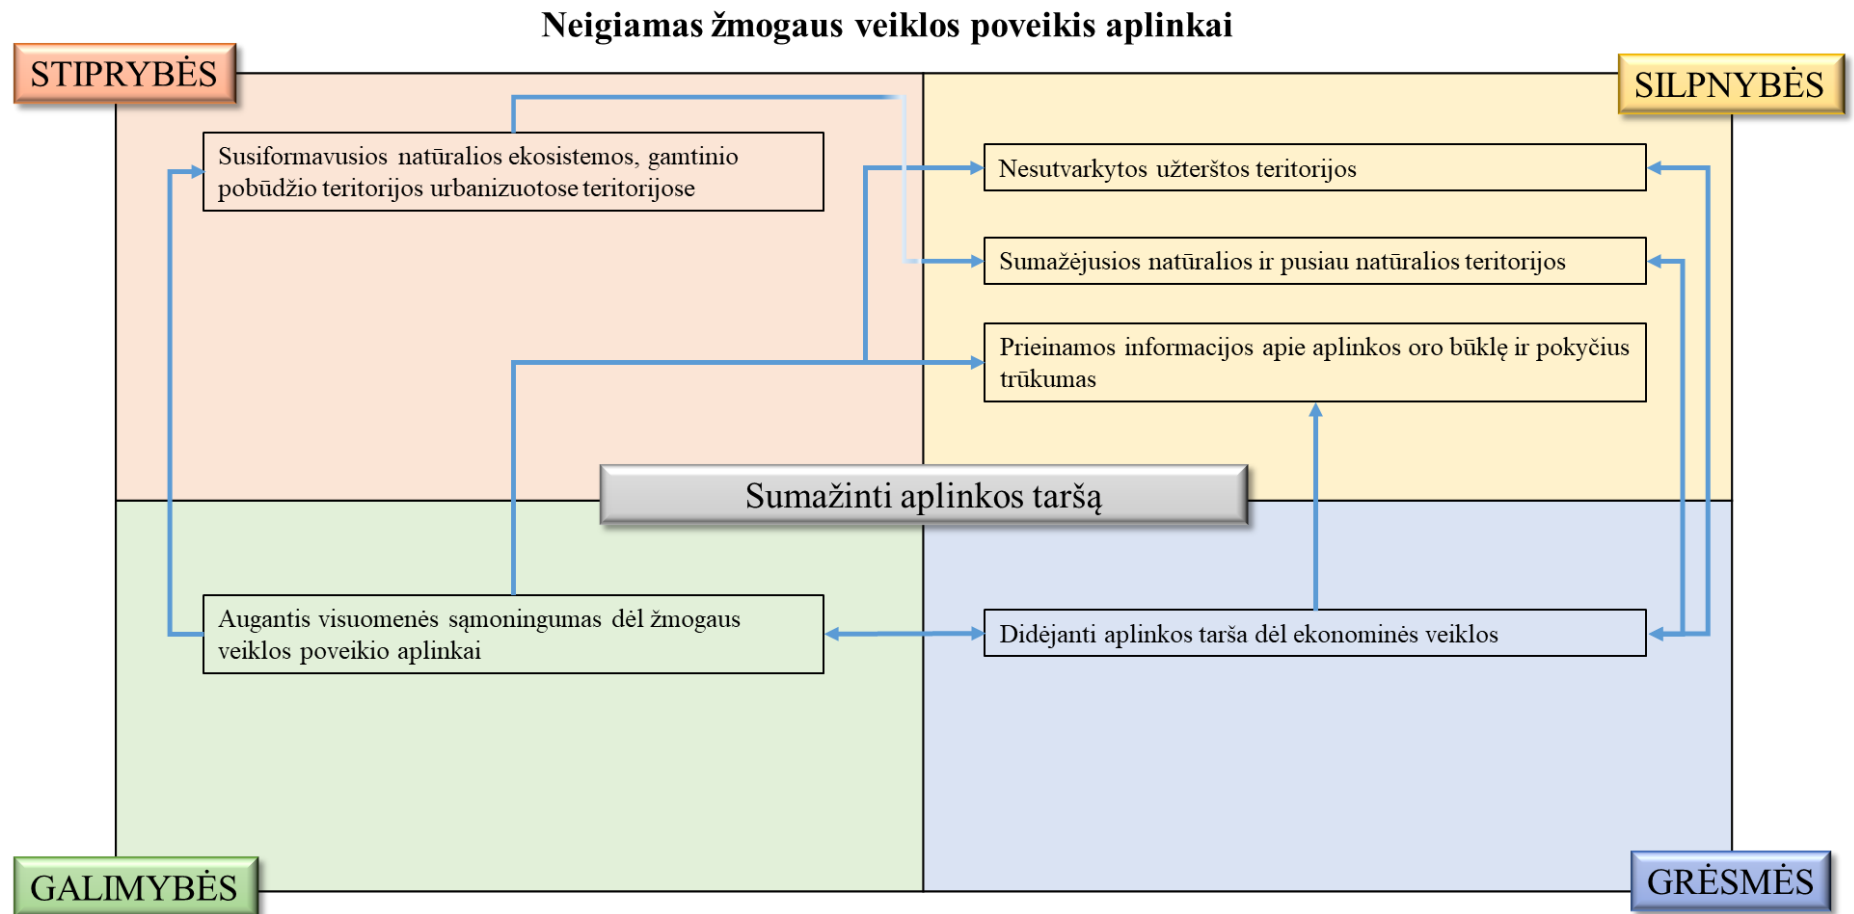 Neigiamas žmogaus veiklos poveikis aplinkai
STIPRYBĖS
SILPNYBĖS
Susiformavusios natūralios ekosistemos, gamtinio
pobūdžio teritorijos urbanizuotose teritorijose
Nesutvarkytos užterštos teritorijos
Sumažėjusios natūralios ir pusiau natūralios teritorijos
Prieinamos informacijos apie aplinkos oro būklę ir pokyčius
trūkumas
Sumažinti aplinkos taršą
Augantis visuomenės sąmoningumas dėl žmogaus
veiklos poveikio aplinkai
Didėjanti aplinkos tarša dėl ekonominės veiklos
GALIMYBĖS
GRĖSMĖS